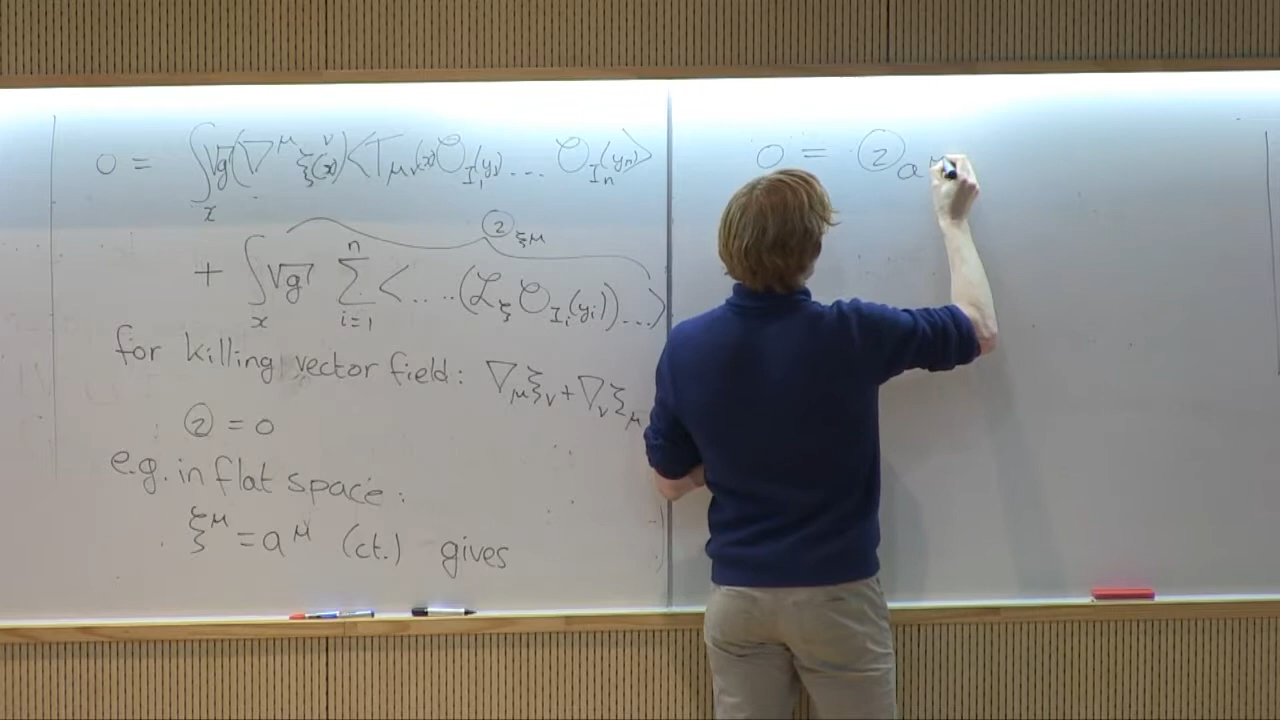 0 = ∫_x √g (∇^μ ξ^ν(x)) <T_μν(x) O_I₁(y₁) ... O_Iₙ(yₙ)>
② ξ^μ
+ ∫_x √g Σ_{i=1}^n <.... (ℒ_ξ O_Iᵢ(yᵢ)) ...>
for killing vector field: ∇_μ ξ_ν + ∇_ν ξ_μ
② = 0
e.g. in flat space:
ξ^μ = a^μ (ct.) gives
0 = ② a^μ